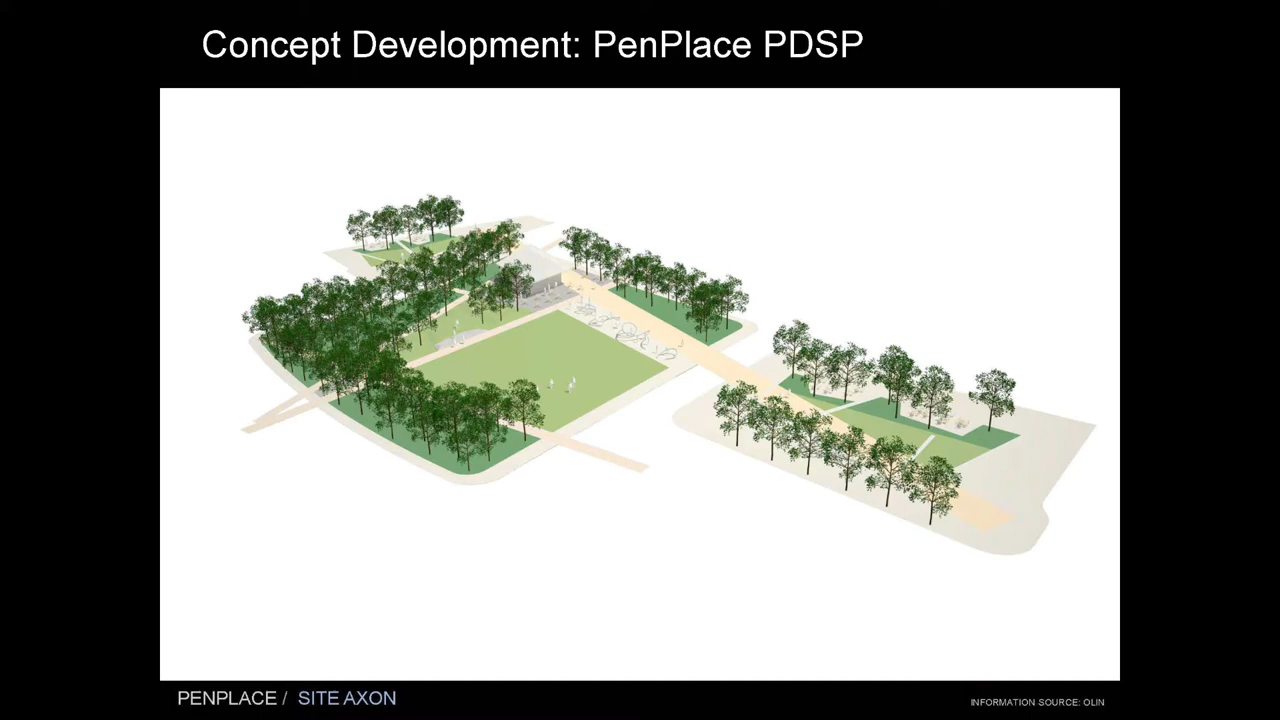 Concept Development: PenPlace PDSP
PENPLACE / SITE AXON
INFORMATION SOURCE: OLIN